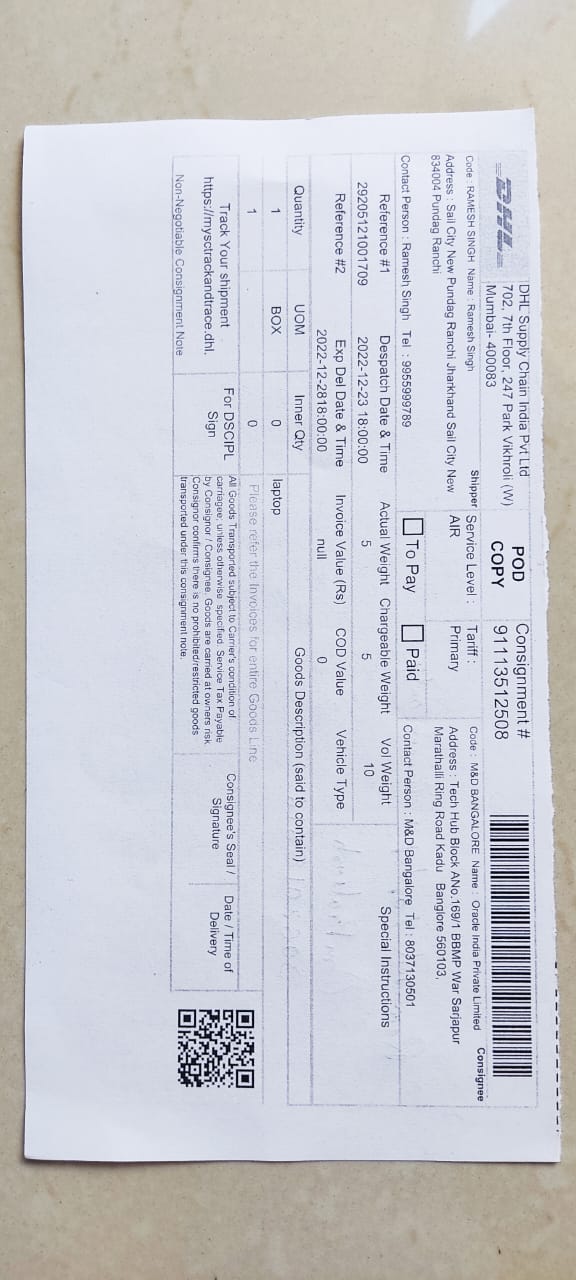 DHL
DHL Supply Chain India Pvt Ltd
702, 7th Floor, 247 Park Vikhroli (W)
Mumbai- 400083
POD
COPY
Consignment #
91113512508
Code : RAMESH SINGH Name : Ramesh Singh
Shipper
Address : Sail City New Pundag Ranchi Jharkhand Sail City New
834004 Pundag Ranchi
Contact Person : Ramesh Singh Tel : 9955999789
Service Level :
AIR
Tariff :
Primary
To Pay
Paid
Code : M&D BANGALORE Name : Oracle India Private Limited
Consignee
Address : Tech Hub Block ANo.169/1 BBMP War Sarjapur
Marathalli Ring Road Kadu Banglore 560103,
Contact Person : M&D Bangalore Tel : 8037130501
Reference #1 Despatch Date & Time Actual Weight Chargeable Weight Vol Weight
29205121001709 2022-12-23 18:00:00 5 5 10
Special Instructions
Reference #2 Exp Del Date & Time Invoice Value (Rs) COD Value Vehicle Type
2022-12-2818:00:00 null 0
Quantity UOM Inner Qty Goods Description (said to contain)
1 BOX 0 laptop
1 0 Please refer the Invoices for entire Goods Line
Track Your shipment
https://mysctrackandtrace.dhl.
Non-Negotiable Consignment Note
For DSCIPL
Sign
All Goods Transported subject to Carrier's condition of
carriagee; unless otherwise specified. Service Tax Payable
by Consignor / Consignee. Goods are carried at owners risk.
Consignor confirms there is no prohibited/restricted goods
transported under this consignment note.
Consignee's Seal /
Signature
Date / Time of
Delivery